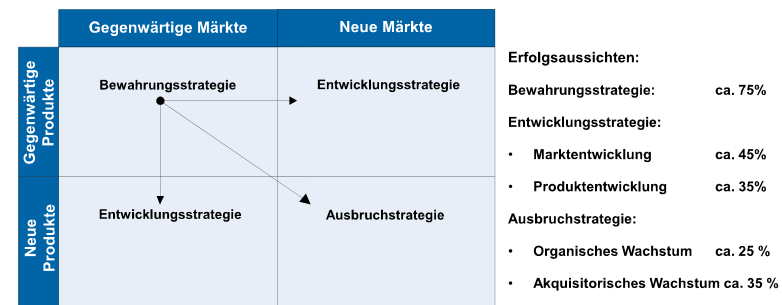 Gegenwärtige Märkte
Neue Märkte
Gegenwärtige
Produkte
Bewahrungsstrategie
Entwicklungsstrategie
Neue
Produkte
Entwicklungsstrategie
Ausbruchstrategie
Erfolgsaussichten:
Bewahrungsstrategie: ca. 75%
Entwicklungsstrategie:
• Marktentwicklung ca. 45%
• Produktentwicklung ca. 35%
Ausbruchstrategie:
• Organisches Wachstum ca. 25 %
• Akquisitorisches Wachstum ca. 35 %